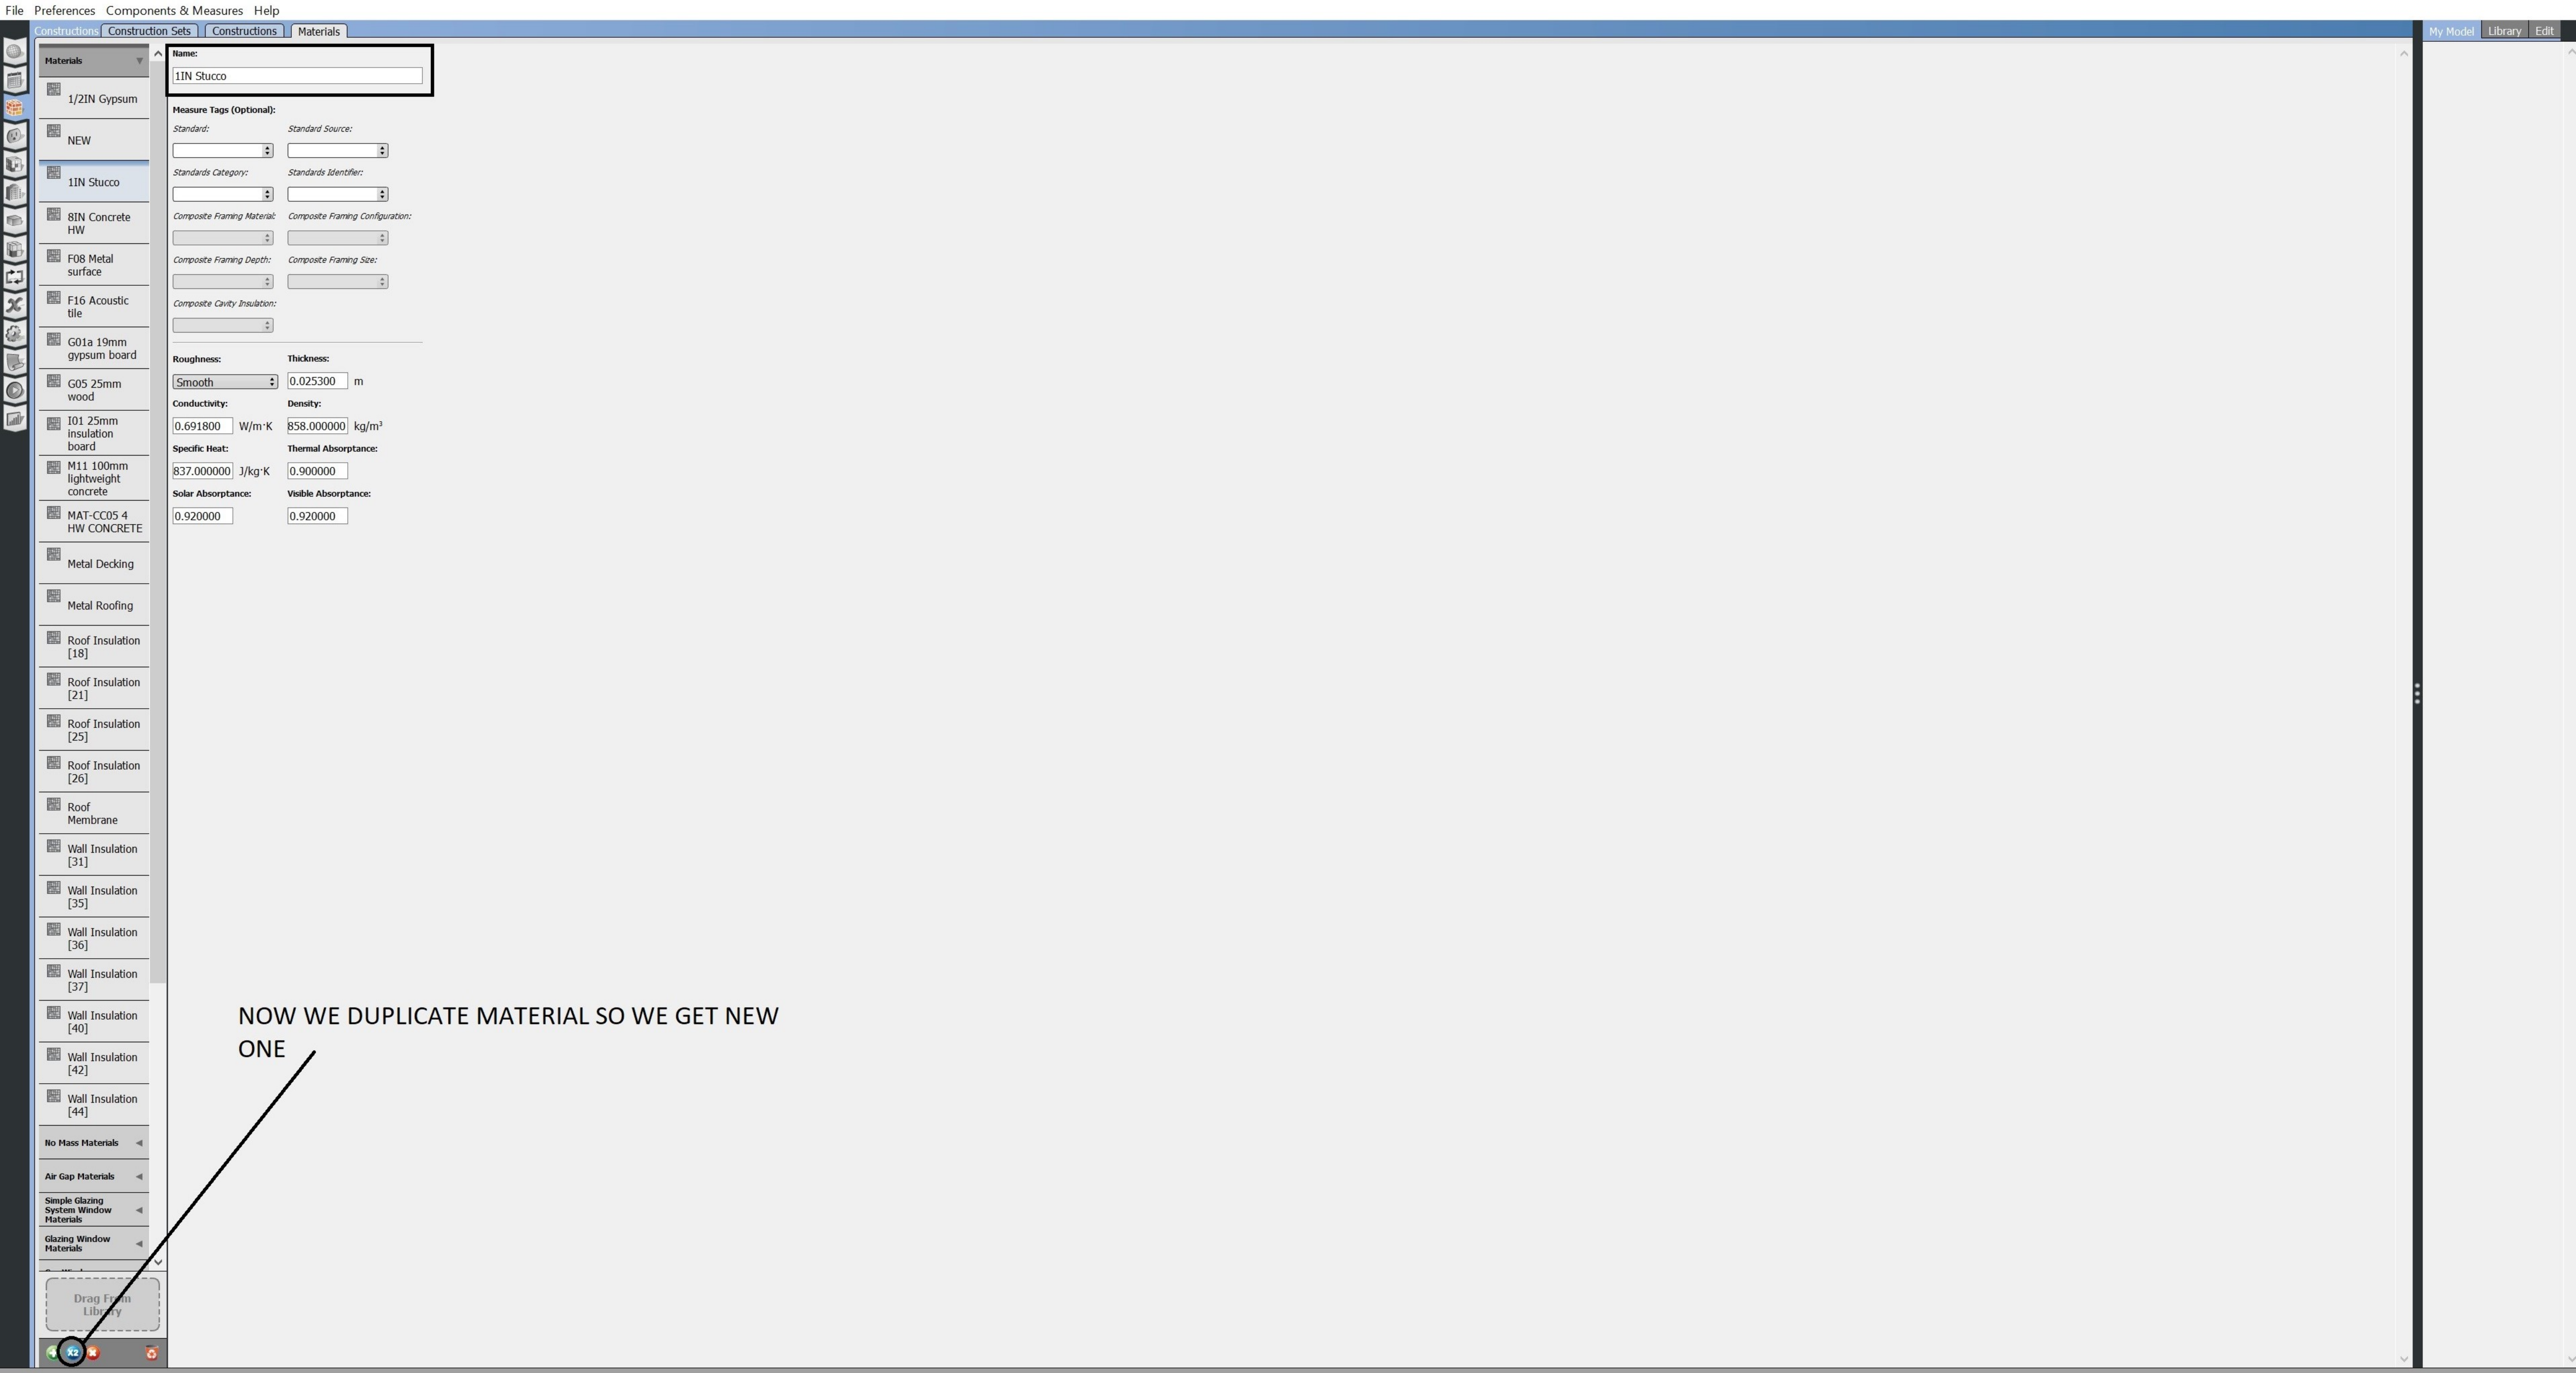 File Preferences Components & Measures Help
Constructions Construction Sets Constructions Materials
My Model Library Edit
Materials
1/2IN Gypsum
NEW
1IN Stucco
8IN Concrete
HW
F08 Metal
surface
F16 Acoustic
tile
G01a 19mm
gypsum board
G05 25mm
wood
I01 25mm
insulation
board
M11 100mm
lightweight
concrete
MAT-CC05 4
HW CONCRETE
Metal Decking
Metal Roofing
Roof Insulation
[18]
Roof Insulation
[21]
Roof Insulation
[25]
Roof Insulation
[26]
Roof
Membrane
Wall Insulation
[31]
Wall Insulation
[35]
Wall Insulation
[36]
Wall Insulation
[37]
Wall Insulation
[40]
Wall Insulation
[42]
Wall Insulation
[44]
No Mass Materials
Air Gap Materials
Simple Glazing
System Window
Materials
Glazing Window
Materials
Drag From
Library
X2
Name:
1IN Stucco
Measure Tags (Optional):
Standard: Standard Source:
Standards Category: Standards Identifier:
Composite Framing Material: Composite Framing Configuration:
Composite Framing Depth: Composite Framing Size:
Composite Cavity Insulation:
Roughness: Thickness:
Smooth 0.025300 m
Conductivity: Density:
0.691800 W/m·K 858.000000 kg/m³
Specific Heat: Thermal Absorptance:
837.000000 J/kg·K 0.900000
Solar Absorptance: Visible Absorptance:
0.920000 0.920000
NOW WE DUPLICATE MATERIAL SO WE GET NEW
ONE